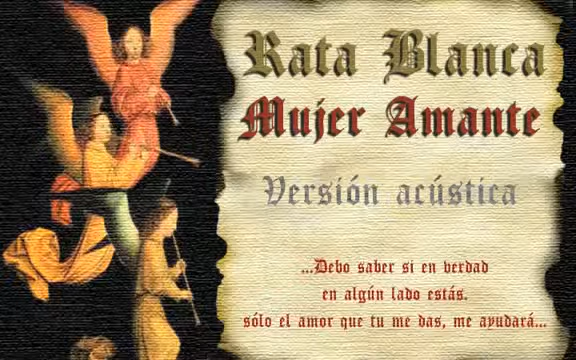 Rata Blanca
Mujer Amante
Versión acústica
...Debo saber si en verdad
en algún lado estás.
sólo el amor que tu me das, me ayudará...